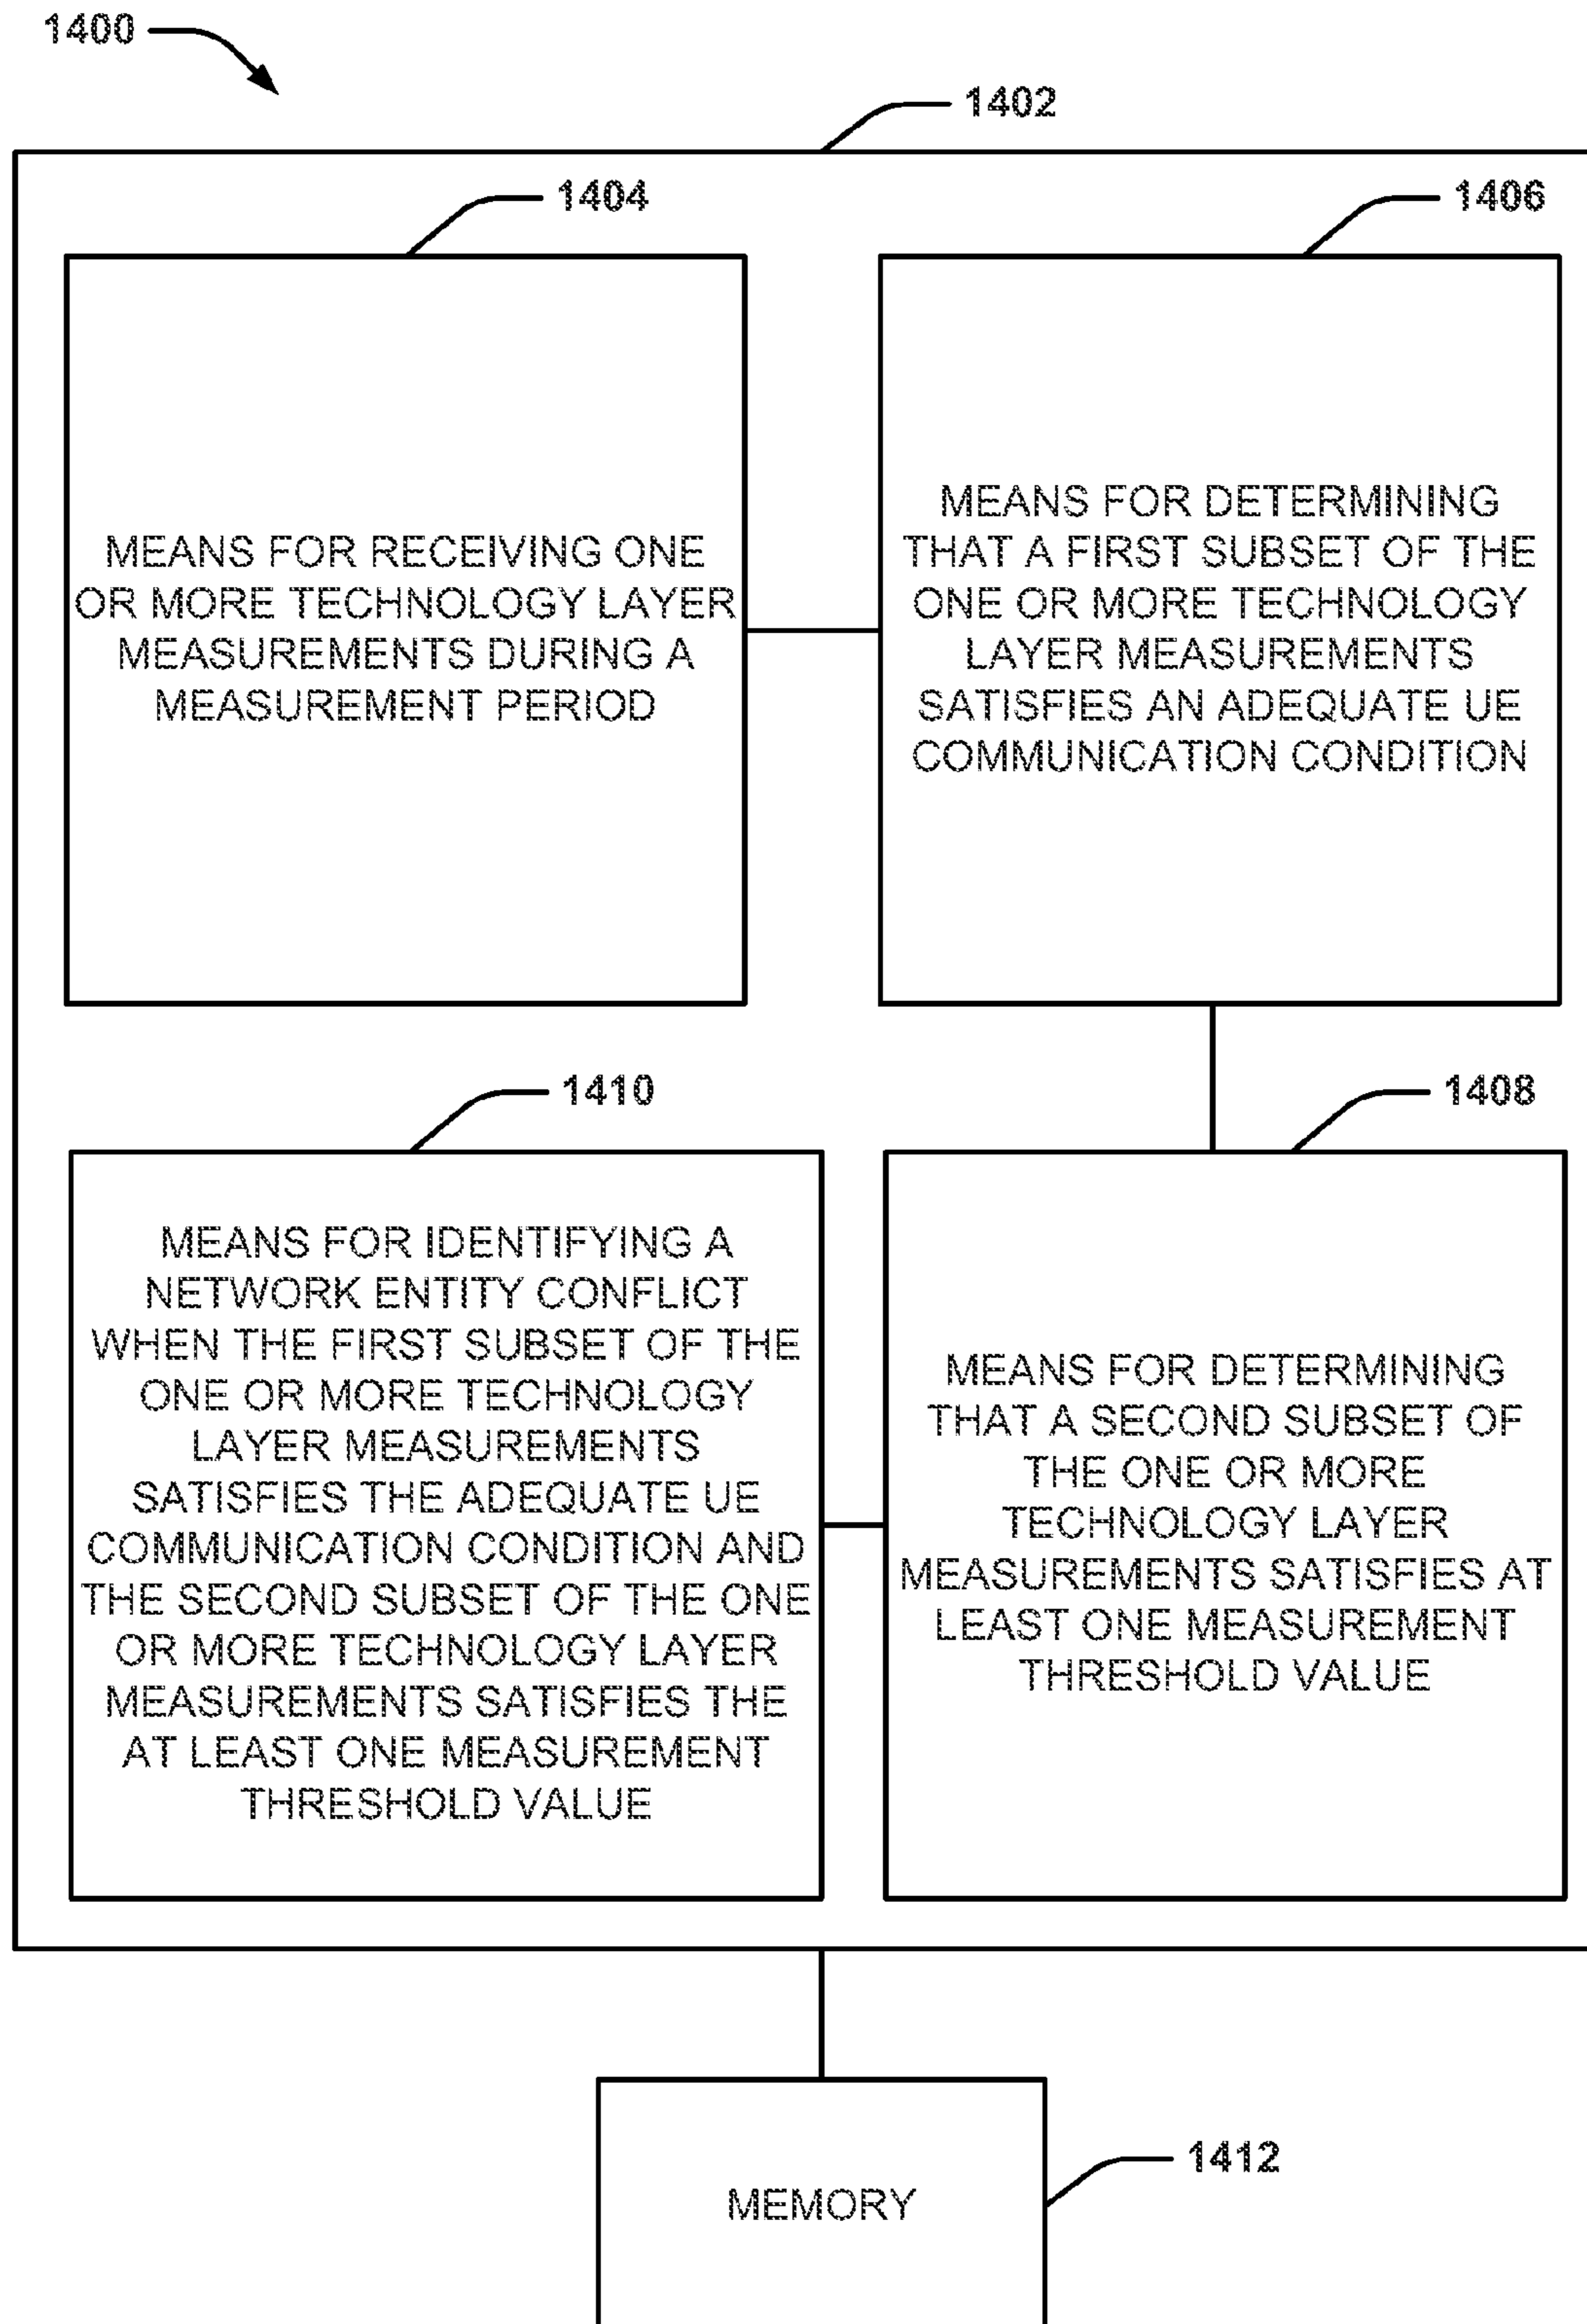 1400
1402
1404
1406
MEANS FOR RECEIVING ONE
OR MORE TECHNOLOGY LAYER
MEASUREMENTS DURING A
MEASUREMENT PERIOD
MEANS FOR DETERMINING
THAT A FIRST SUBSET OF THE
ONE OR MORE TECHNOLOGY
LAYER MEASUREMENTS
SATISFIES AN ADEQUATE UE
COMMUNICATION CONDITION
1410
1408
MEANS FOR IDENTIFYING A
NETWORK ENTITY CONFLICT
WHEN THE FIRST SUBSET OF THE
ONE OR MORE TECHNOLOGY
LAYER MEASUREMENTS
SATISFIES THE ADEQUATE UE
COMMUNICATION CONDITION AND
THE SECOND SUBSET OF THE ONE
OR MORE TECHNOLOGY LAYER
MEASUREMENTS SATISFIES THE
AT LEAST ONE MEASUREMENT
THRESHOLD VALUE
MEANS FOR DETERMINING
THAT A SECOND SUBSET OF
THE ONE OR MORE
TECHNOLOGY LAYER
MEASUREMENTS SATISFIES AT
LEAST ONE MEASUREMENT
THRESHOLD VALUE
1412
MEMORY